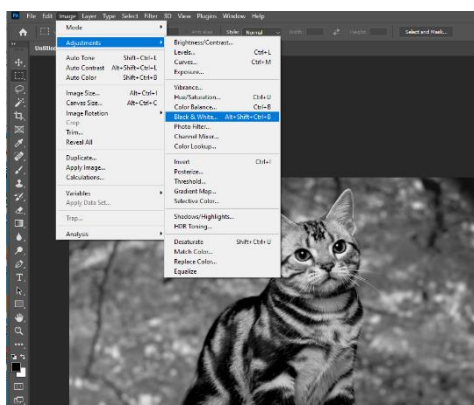 Ps File Edit Image Layer Type Select Filter 3D View Plugins Window Help
Style: Normal Select and Mask...
Untitled
Mode
Adjustments
Auto Tone Shift+Ctrl+L
Auto Contrast Alt+Shift+Ctrl+L
Auto Color Shift+Ctrl+B
Image Size... Alt+Ctrl+I
Canvas Size... Alt+Ctrl+C
Image Rotation
Crop
Trim...
Reveal All
Duplicate...
Apply Image...
Calculations...
Variables
Apply Data Set...
Trap...
Analysis
Brightness/Contrast...
Levels... Ctrl+L
Curves... Ctrl+M
Exposure...
Vibrance...
Hue/Saturation... Ctrl+U
Color Balance... Ctrl+B
Black & White... Alt+Shift+Ctrl+B
Photo Filter...
Channel Mixer...
Color Lookup...
Invert Ctrl+I
Posterize...
Threshold...
Gradient Map...
Selective Color...
Shadows/Highlights...
HDR Toning...
Desaturate Shift+Ctrl+U
Match Color...
Replace Color...
Equalize